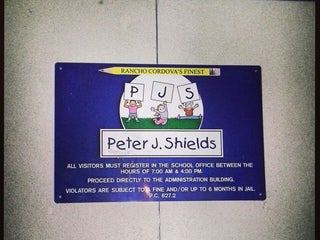 RANCHO CORDOVA'S FINEST
P J S
Peter J. Shields
ALL VISITORS MUST REGISTER IN THE SCHOOL OFFICE BETWEEN THE
HOURS OF 7:00 AM & 4:00 PM.
PROCEED DIRECTLY TO THE ADMINISTRATION BUILDING.
VIOLATORS ARE SUBJECT TO A FINE AND/OR UP TO 6 MONTHS IN JAIL.
P.C. 627.2